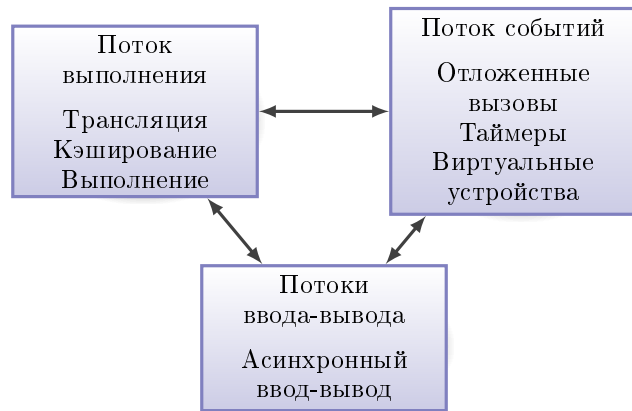 Поток
выполнения
Трансляция
Кэширование
Выполнение
Поток событий
Отложенные
вызовы
Таймеры
Виртуальные
устройства
Потоки
ввода-вывода
Асинхронный
ввод-вывод